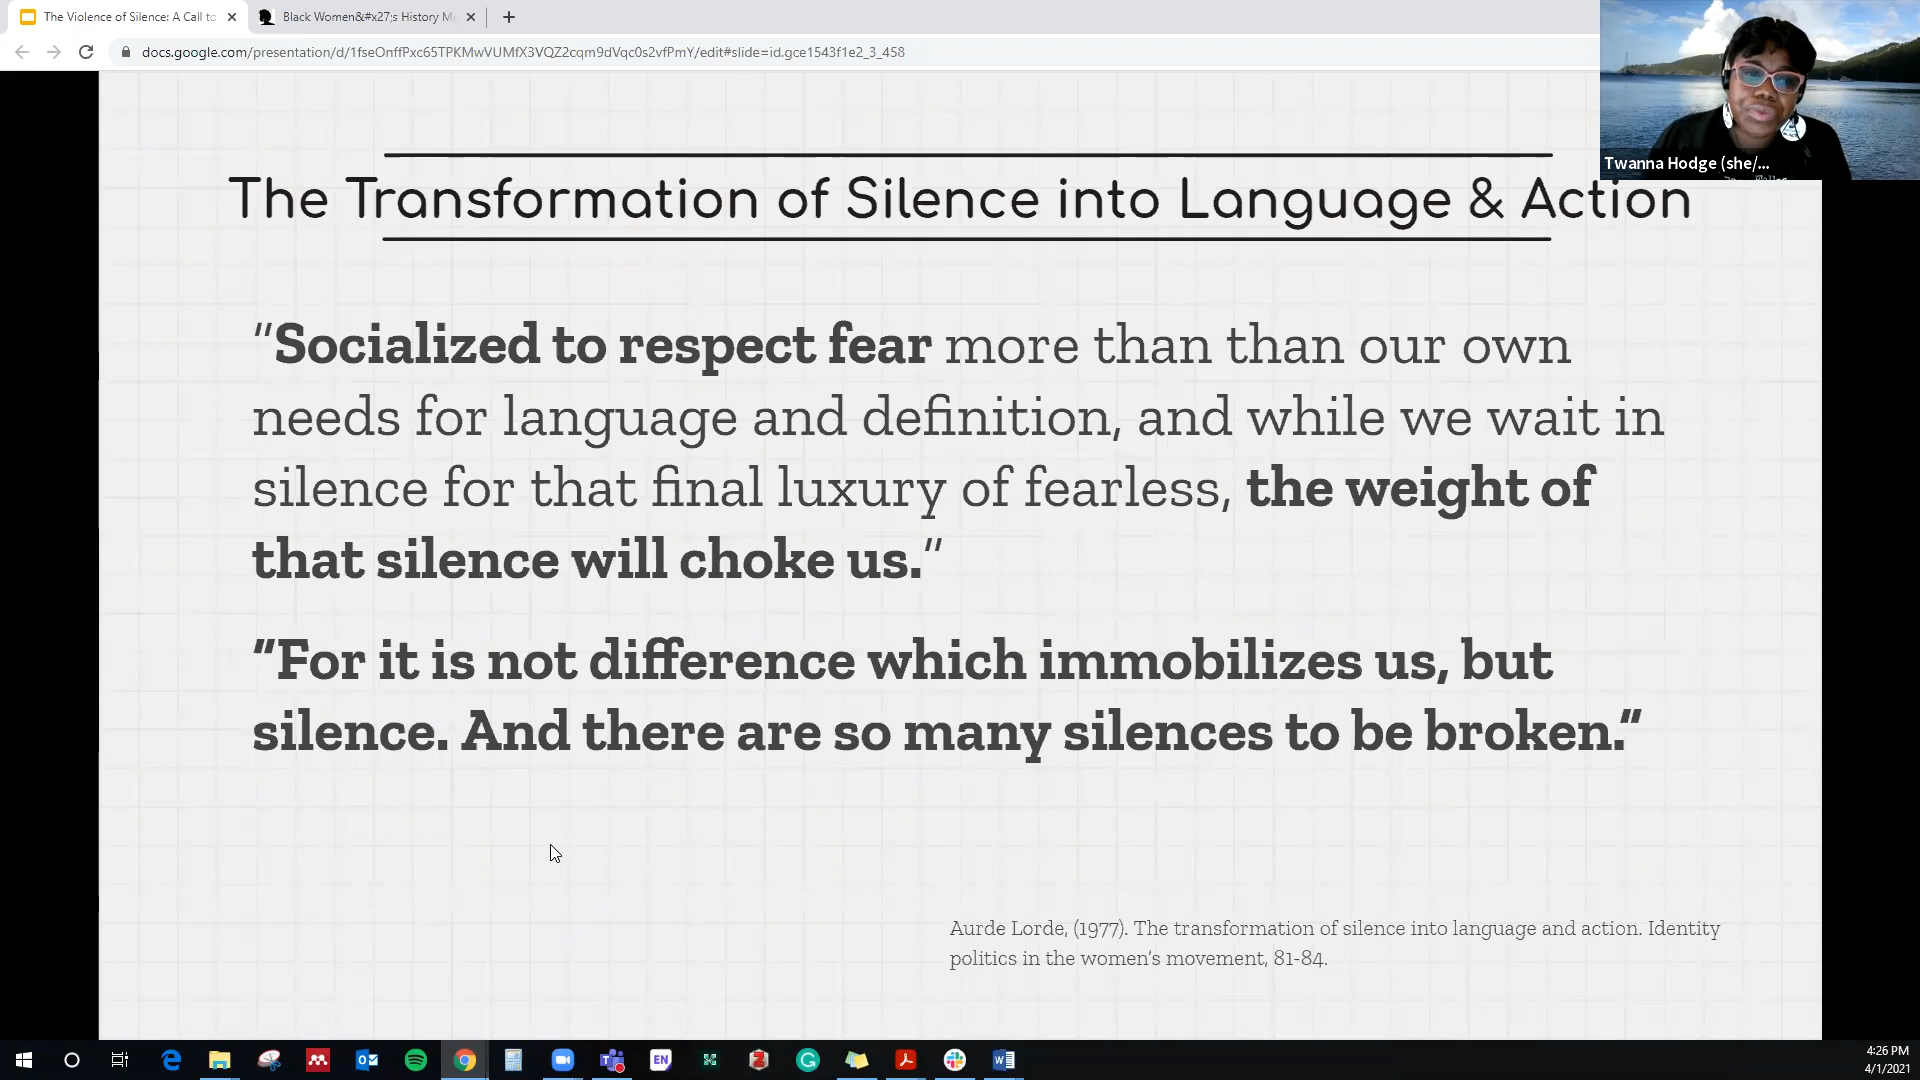 The Violence of Silence: A Call to
Black Women&#x27;s History M
docs.google.com/presentation/d/1fseOnffPxc65TPKMwVUMfX3VQZ2cqm9dVqc0s2vfPmY/edit#slide=id.gce1543f1e2_3_458
Twanna Hodge (she/...
The Transformation of Silence into Language & Action
"Socialized to respect fear more than than our own
needs for language and definition, and while we wait in
silence for that final luxury of fearless, the weight of
that silence will choke us."
"For it is not difference which immobilizes us, but
silence. And there are so many silences to be broken."
Aurde Lorde, (1977). The transformation of silence into language and action. Identity
politics in the women's movement, 81-84.
EN
4:26 PM
4/1/2021